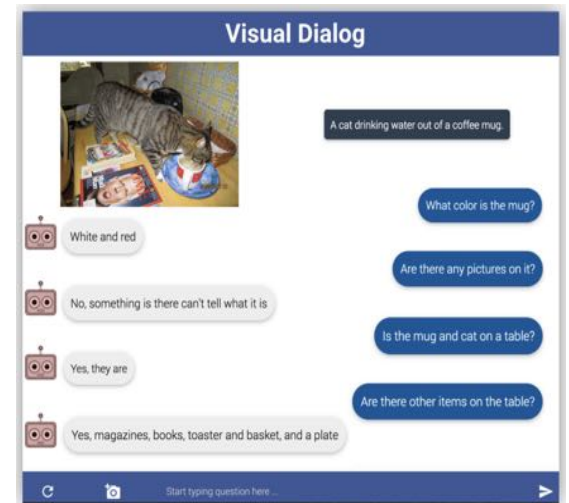 Visual Dialog
A cat drinking water out of a coffee mug.
What color is the mug?
White and red
Are there any pictures on it?
No, something is there can't tell what it is
Is the mug and cat on a table?
Yes, they are
Are there other items on the table?
Yes, magazines, books, toaster and basket, and a plate
Start typing question here ...